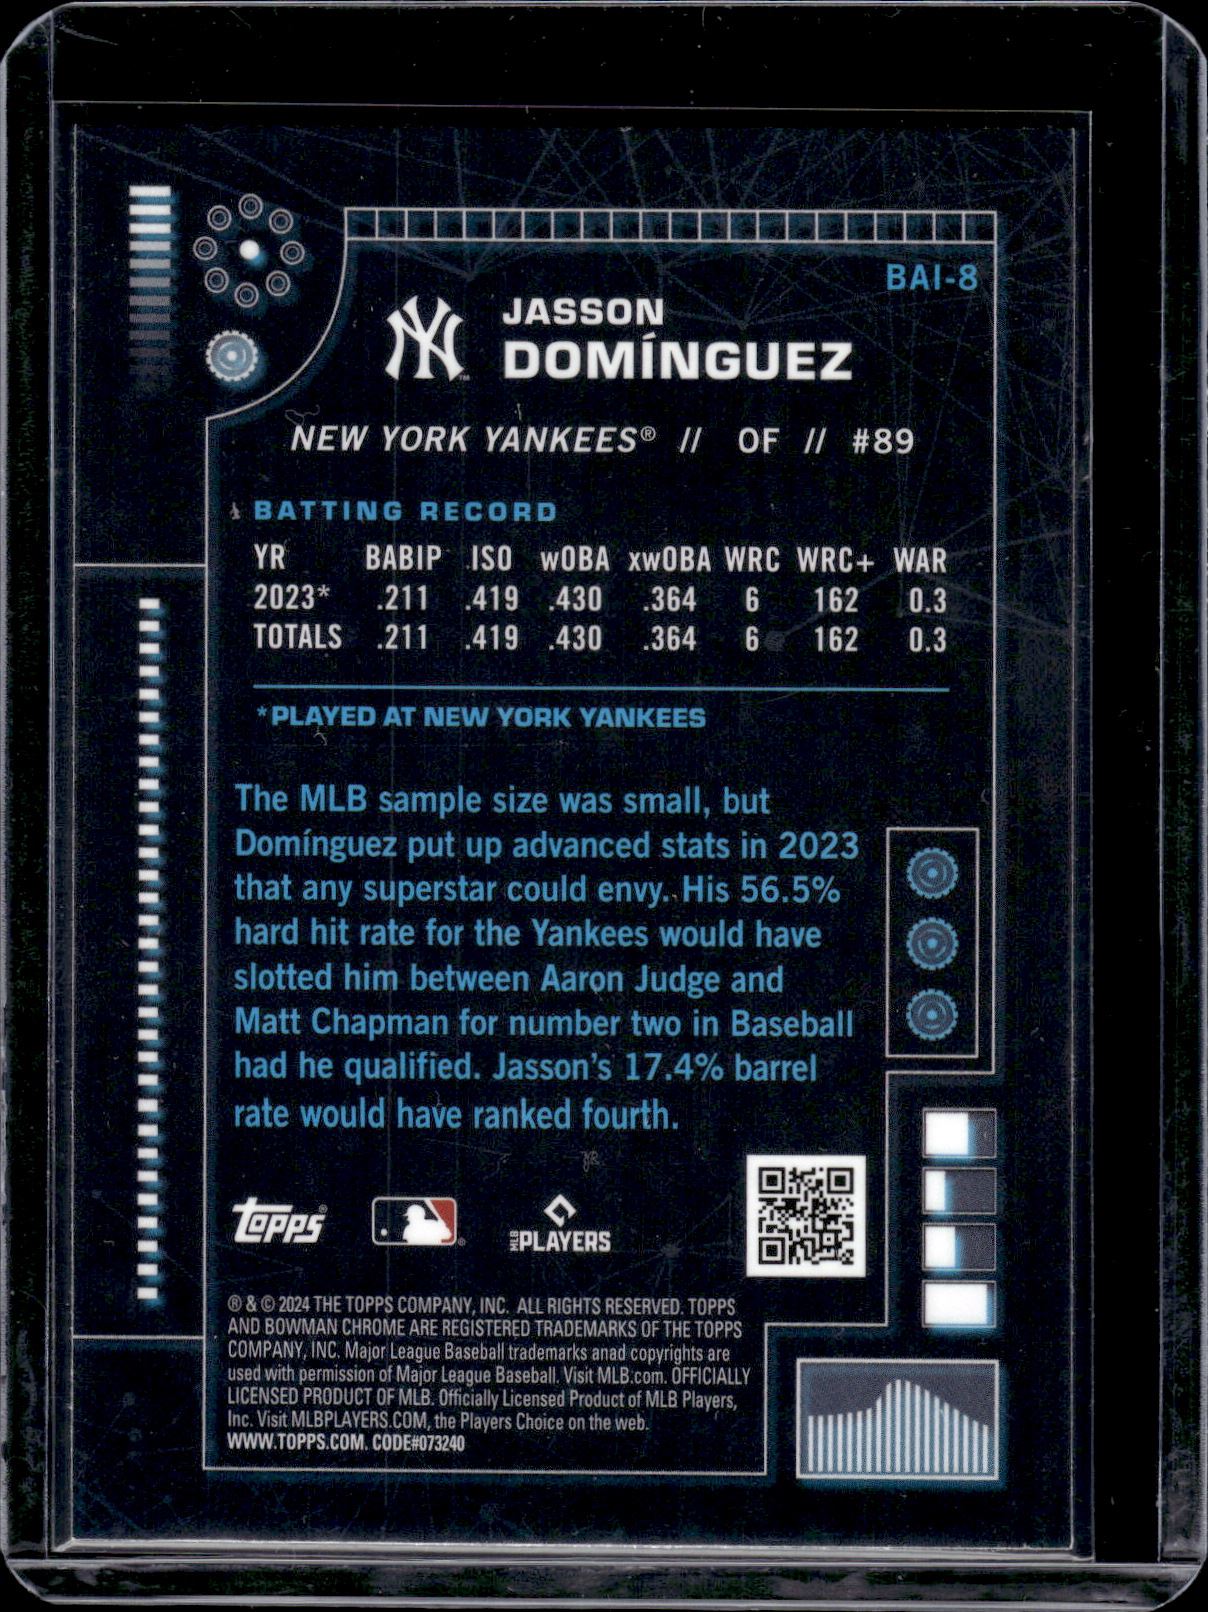 BAI-8
JASSON
DOMÍNGUEZ
NEW YORK YANKEES® // OF // #89
BATTING RECORD
YR BABIP ISO wOBA xwOBA WRC WRC+ WAR
2023* .211 .419 .430 .364 6 162 0.3
TOTALS .211 .419 .430 .364 6 162 0.3
*PLAYED AT NEW YORK YANKEES
The MLB sample size was small, but
Domínguez put up advanced stats in 2023
that any superstar could envy. His 56.5%
hard hit rate for the Yankees would have
slotted him between Aaron Judge and
Matt Chapman for number two in Baseball
had he qualified. Jasson's 17.4% barrel
rate would have ranked fourth.
Topps® ® MLB PLAYERS
® & © 2024 THE TOPPS COMPANY, INC. ALL RIGHTS RESERVED. TOPPS
AND BOWMAN CHROME ARE REGISTERED TRADEMARKS OF THE TOPPS
COMPANY, INC. Major League Baseball trademarks anad copyrights are
used with permission of Major League Baseball. Visit MLB.com. OFFICIALLY
LICENSED PRODUCT OF MLB. Officially Licensed Product of MLB Players,
Inc. Visit MLBPLAYERS.COM, the Players Choice on the web.
WWW.TOPPS.COM. CODE#073240